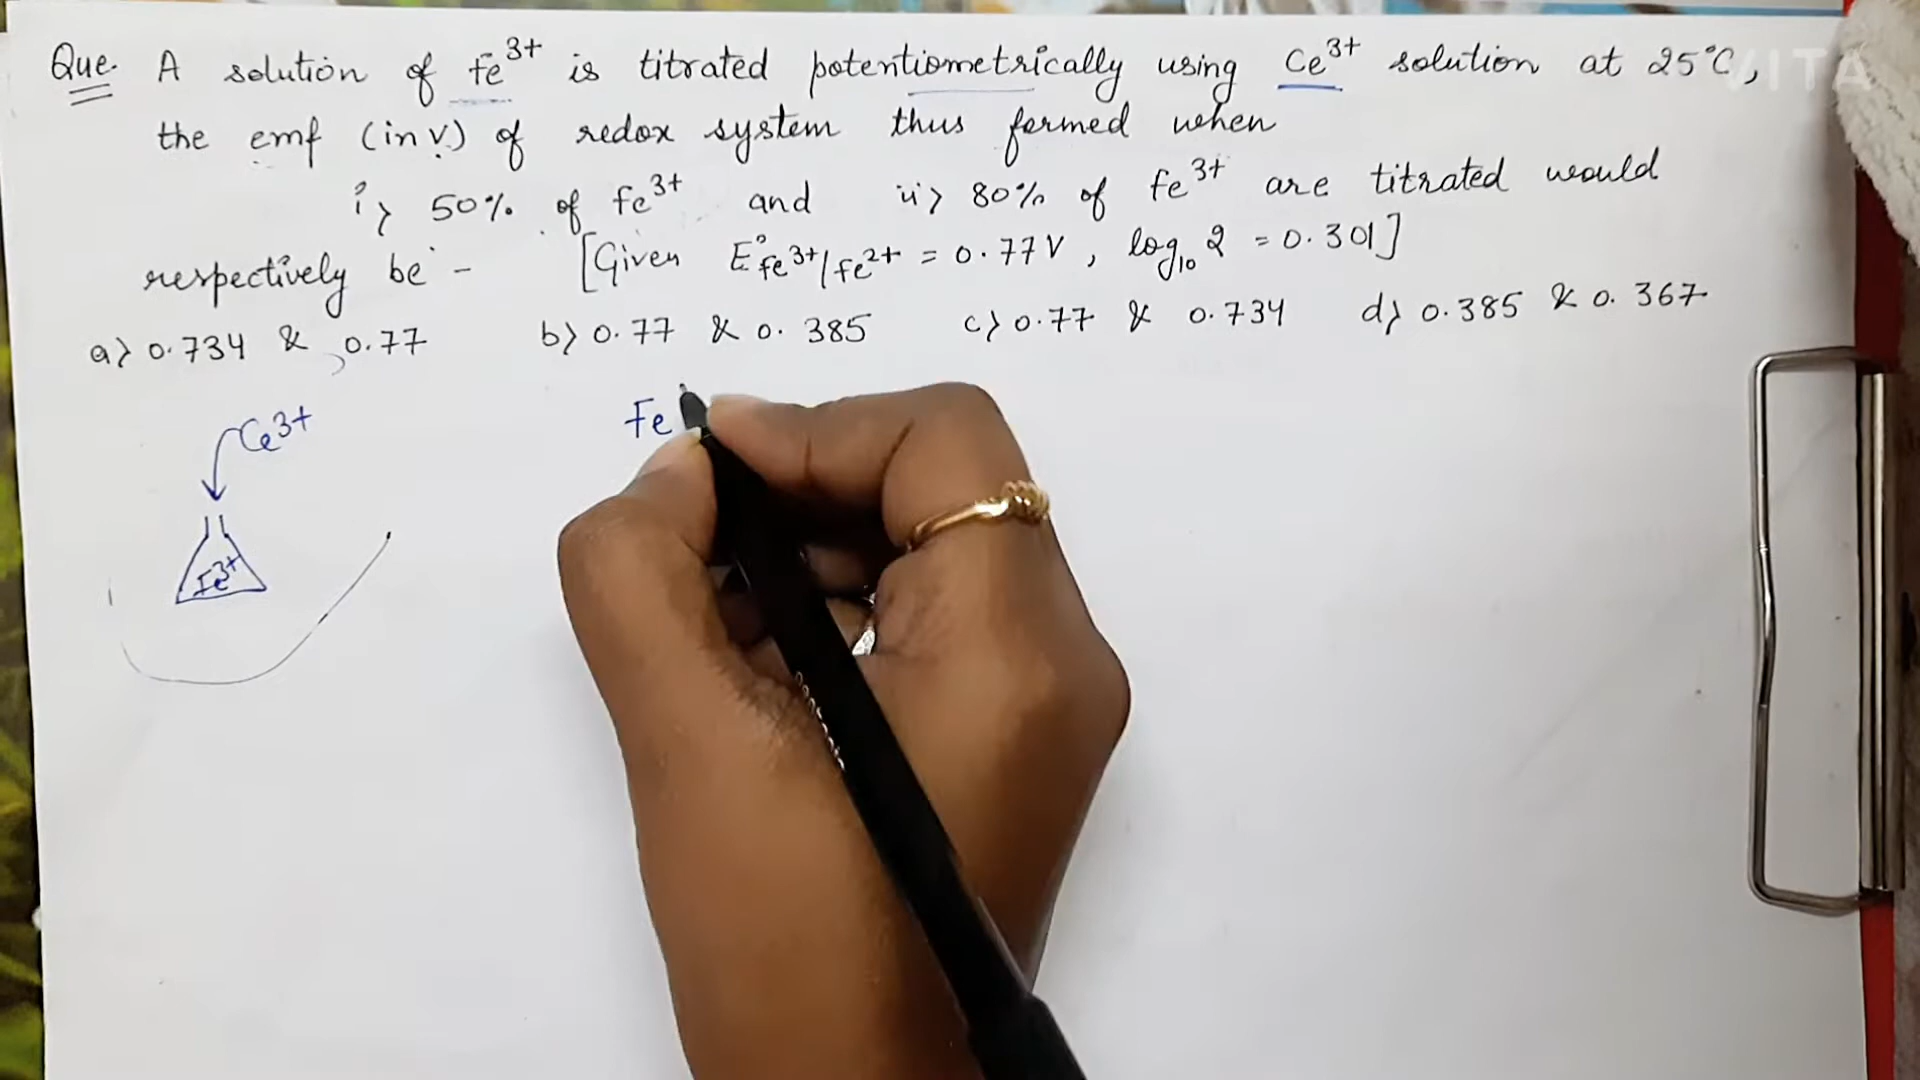 Que. A solution of Fe³⁺ is titrated potentiometrically using Ce³⁺ solution at 25°C,
the emf (in V) of redox system thus formed when
i) 50% of Fe³⁺ and ii) 80% of Fe³⁺ are titrated would
respectively be - [Given E°Fe³⁺/Fe²⁺ = 0.77V, log₁₀ 2 = 0.301]
a) 0.734 & 0.77 b) 0.77 & 0.385 c) 0.77 & 0.734 d) 0.385 & 0.367
Ce³⁺
Fe³⁺
Fe